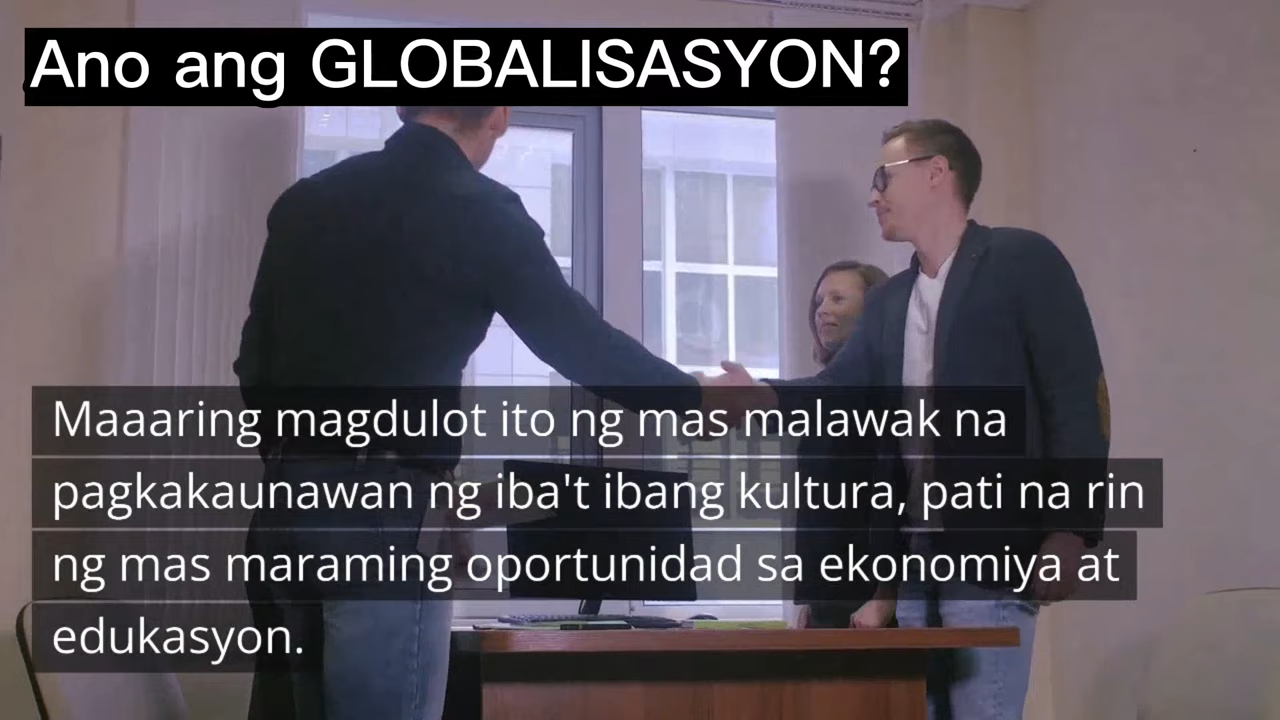 Ano ang GLOBALISASYON?
Maaaring magdulot ito ng mas malawak na
pagkakaunawan ng iba't ibang kultura, pati na rin
ng mas maraming oportunidad sa ekonomiya at
edukasyon.